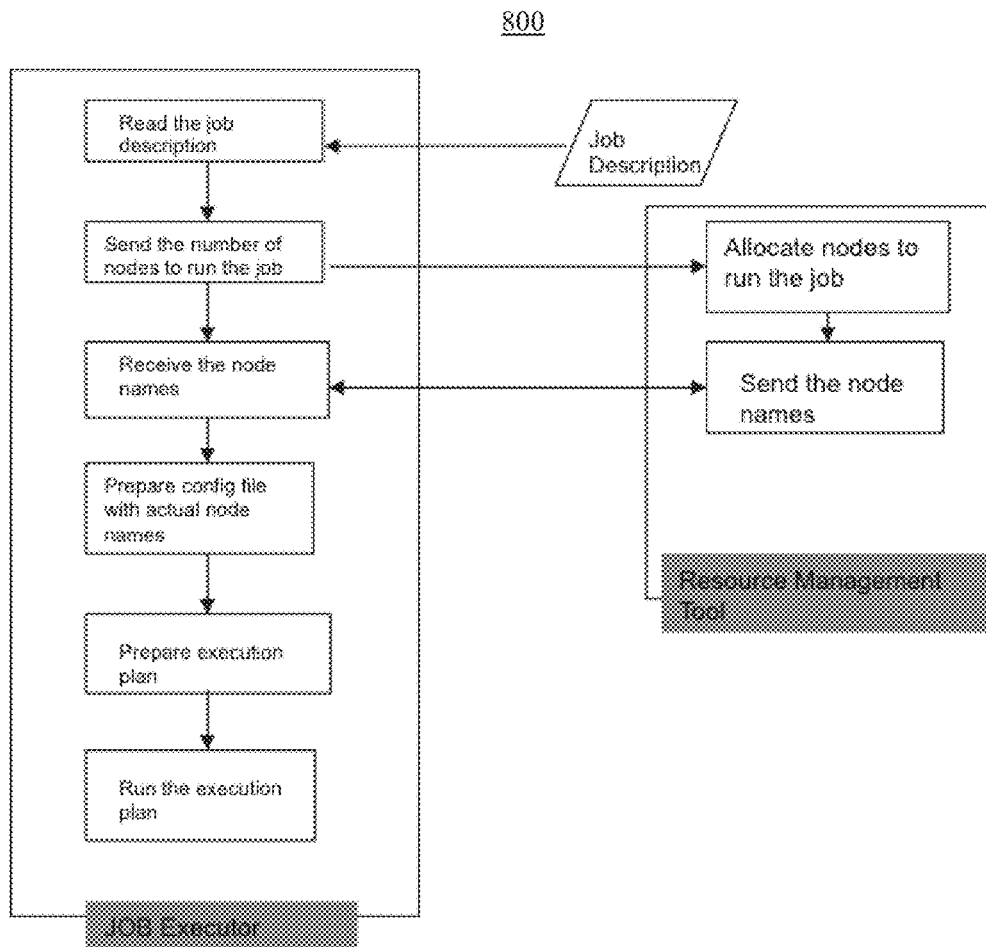 800
Read the job
description
Job
Description
Send the number of
nodes to run the job
Allocate nodes to
run the job
Receive the node
names
Send the node
names
Prepare config file
with actual node
names
Resource Management
Tool
Prepare execution
plan
Run the execution
plan
JOB Executor